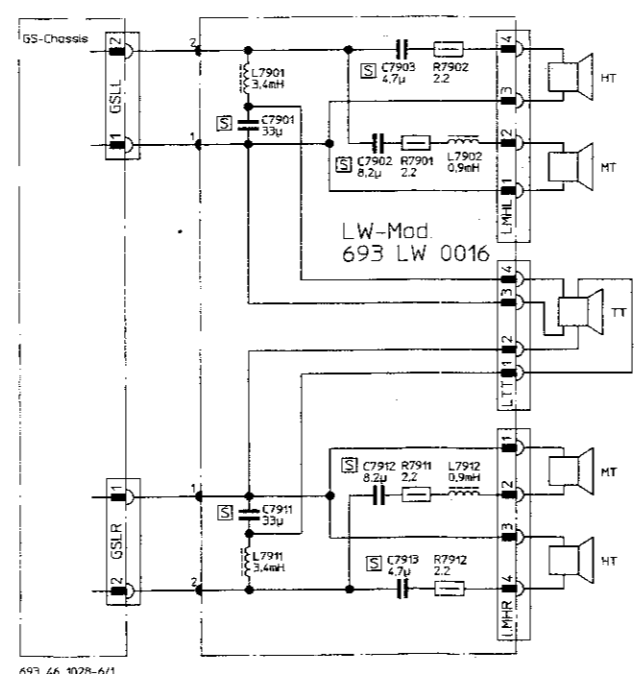 GS-Chassis
GSLL
2
1
2
1
L7901
3,4mH
S C7901
33µ
S C7903 R7902
4,7µ 2.2
S C7902 R7901 L7902
8,2µ 2.2 0,9mH
4
3
2
1
LMHL
HT
MT
LW-Mod.
693 LW 0016
4
3
2
1
LTT
TT
GSLR
1
2
1
2
S C7911
33µ
L7911
3,4mH
S C7912 R7911 L7912
8,2µ 2,2 0,9mH
S C7913 R7912
4,7µ 2.2
1
2
3
4
LMHR
MT
HT
693 46 1028-6/1